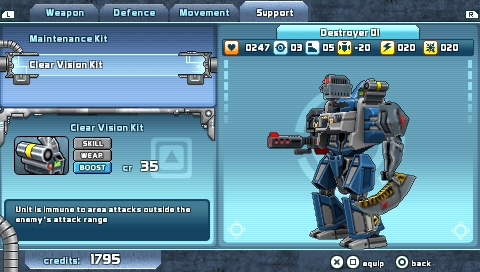 L Weapon Defence Movement Support R
Maintenance Kit
Clear Vision Kit
Destroyer 01
0247 03 05 -20 020 020
Clear Vision Kit
SKILL
WEAP.
BOOST
cr 35
Unit is immune to area attacks outside the
enemy's attack range
credits: 1795
equip back